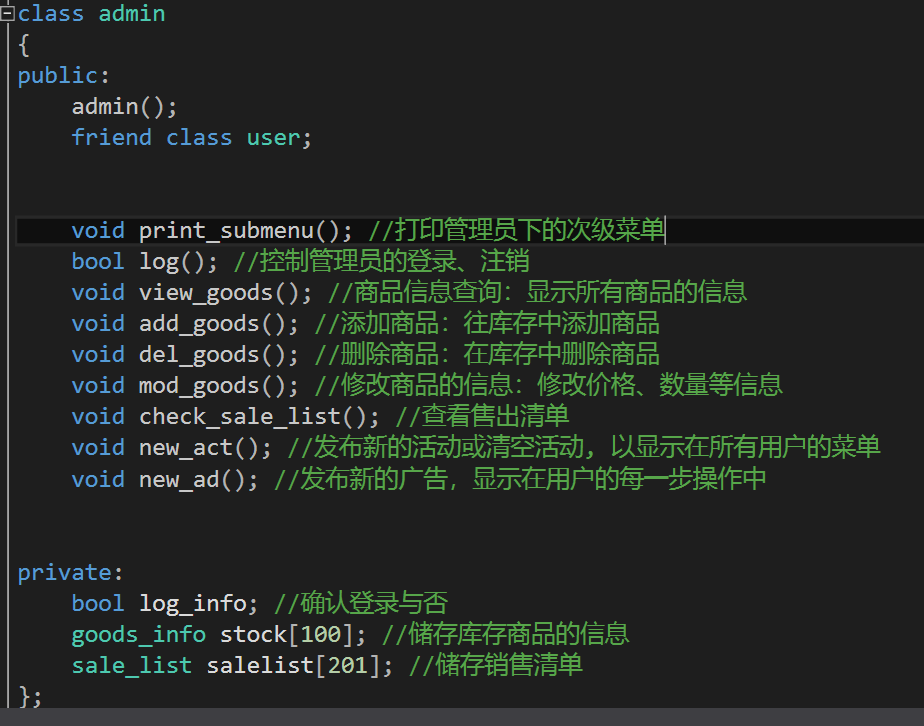 class admin
{
public:
    admin();
    friend class user;
    void print_submenu(); //打印管理员下的次级菜单
    bool log(); //控制管理员的登录、注销
    void view_goods(); //商品信息查询：显示所有商品的信息
    void add_goods(); //添加商品：往库存中添加商品
    void del_goods(); //删除商品：在库存中删除商品
    void mod_goods(); //修改商品的信息：修改价格、数量等信息
    void check_sale_list(); //查看售出清单
    void new_act(); //发布新的活动或清空活动，以显示在所有用户的菜单
    void new_ad(); //发布新的广告，显示在用户的每一步操作中
private:
    bool log_info; //确认登录与否
    goods_info stock[100]; //储存库存商品的信息
    sale_list salelist[201]; //储存销售清单
};